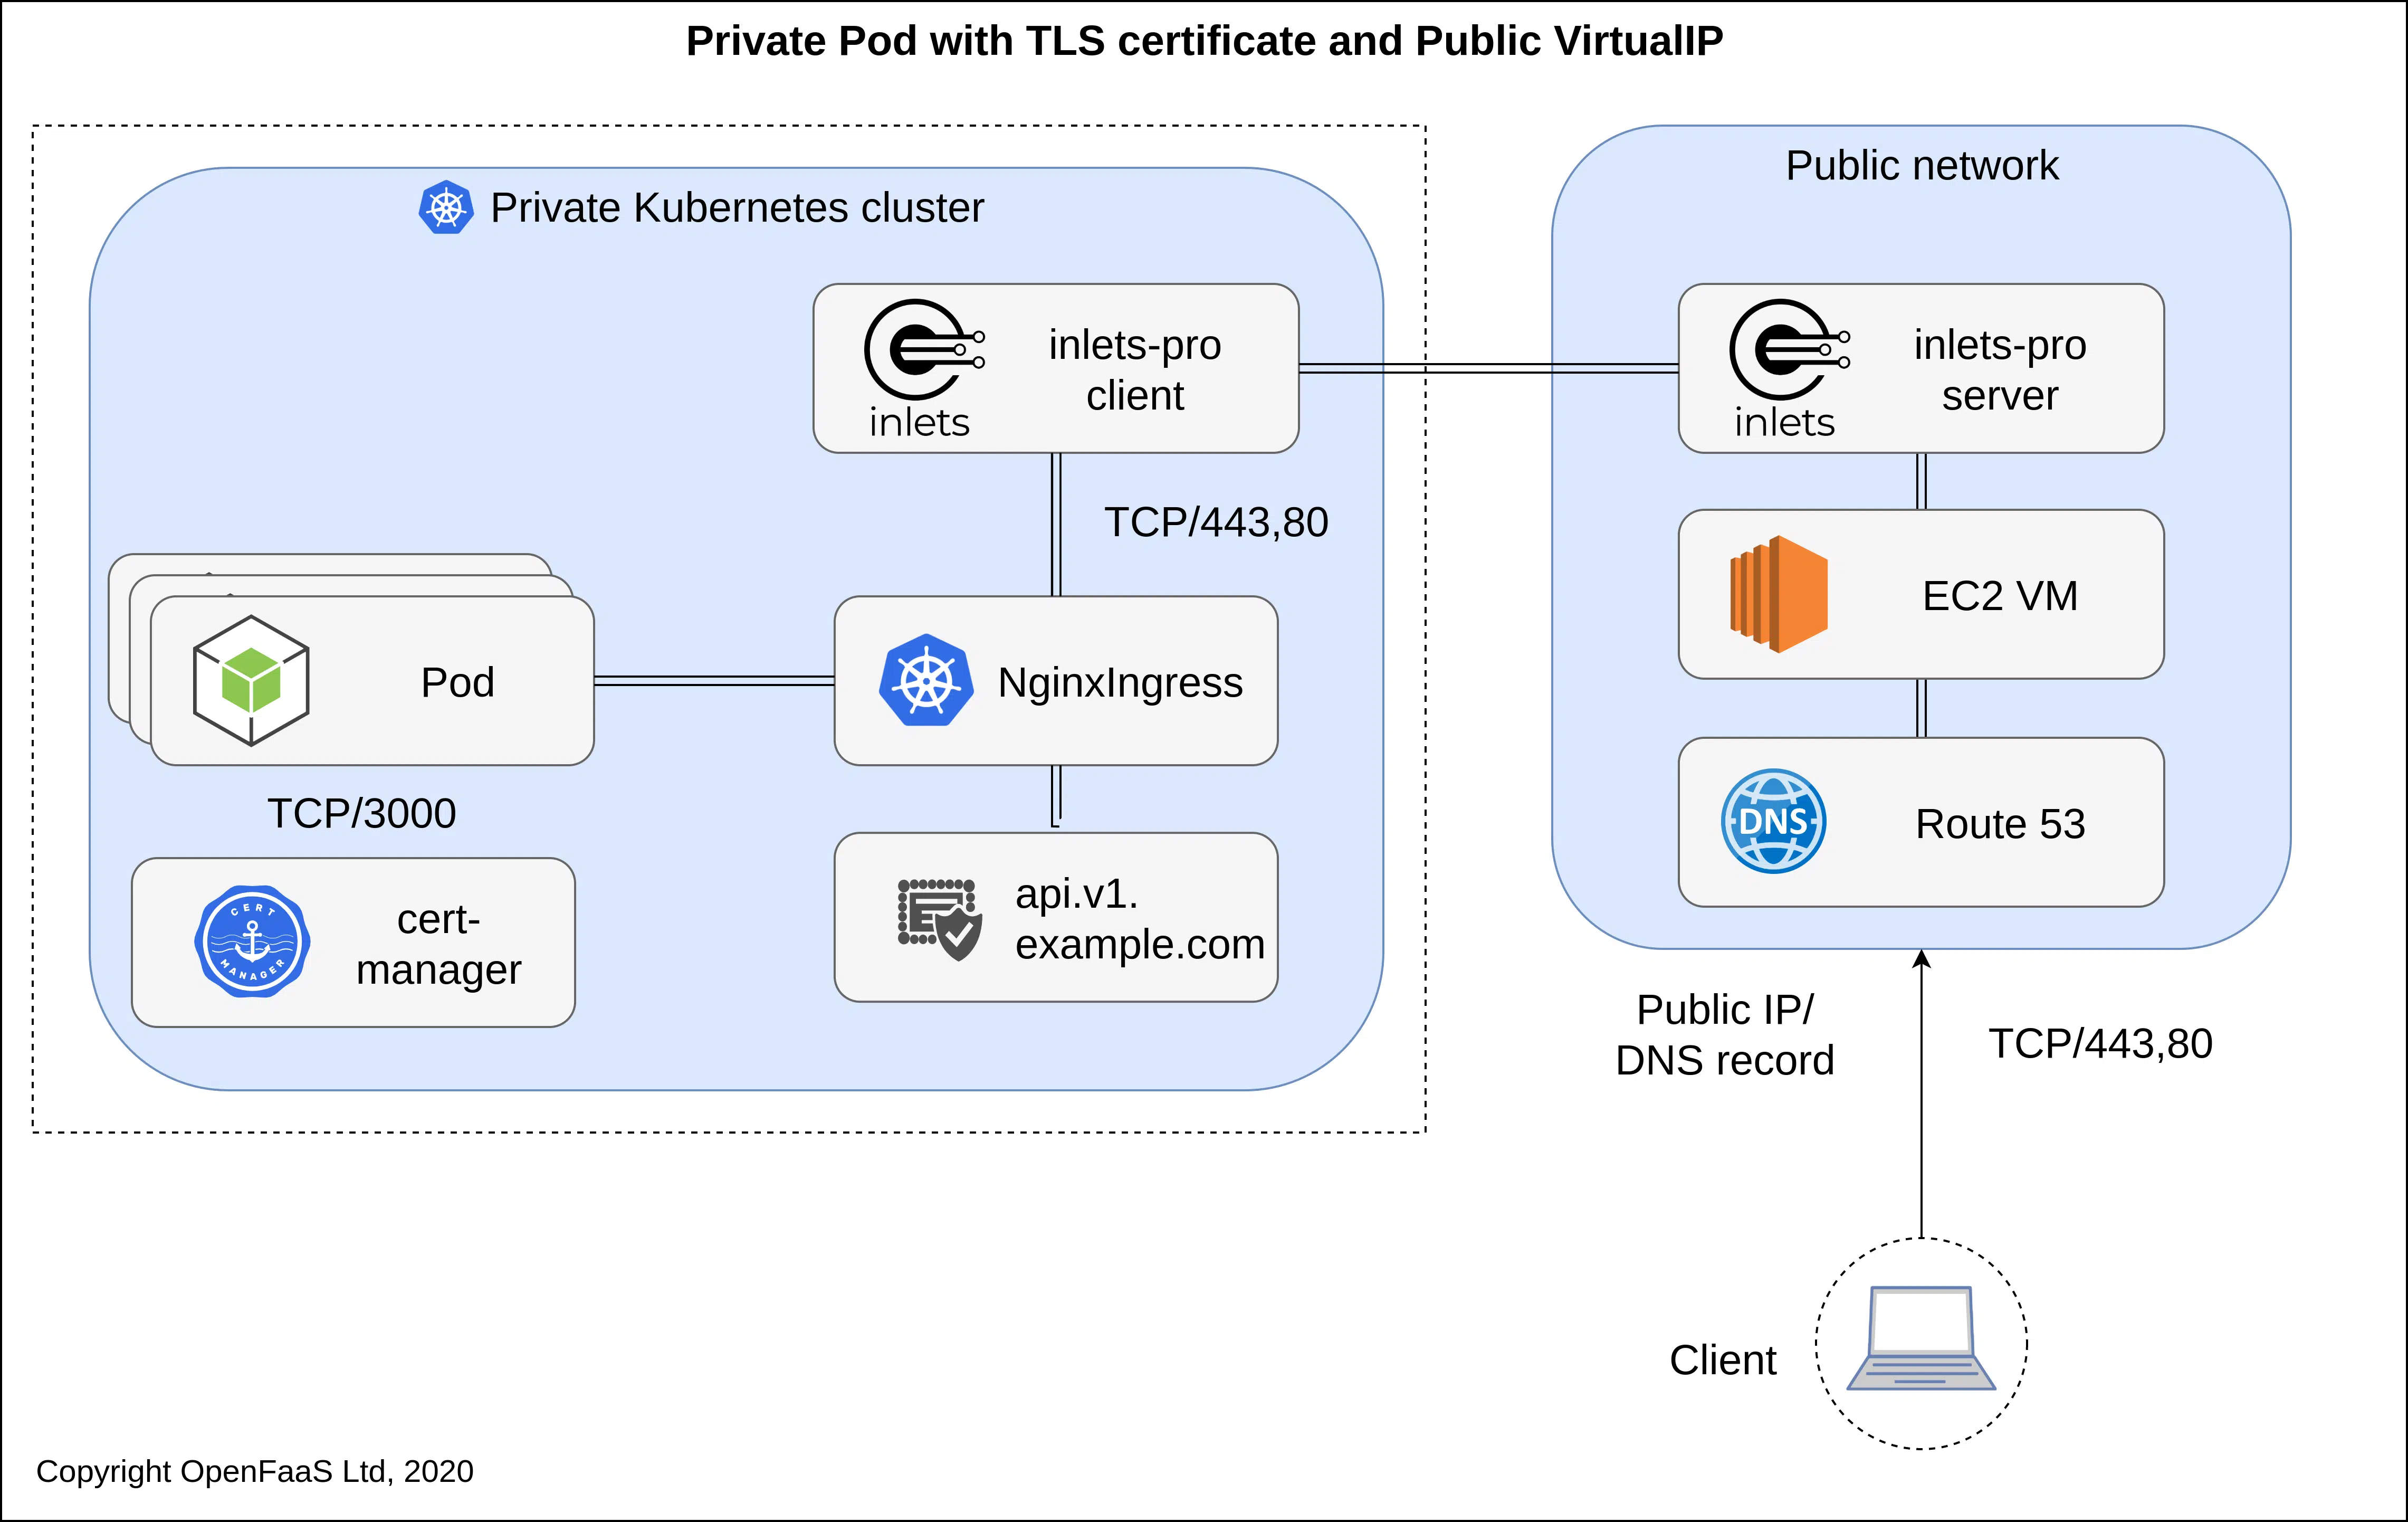 Private Pod with TLS certificate and Public VirtualIP
Private Kubernetes cluster
inlets
inlets-pro
client
TCP/443,80
Pod
TCP/3000
NginxIngress
CERT
MANAGER
cert-
manager
api.v1.
example.com
Public network
inlets
inlets-pro
server
EC2 VM
DNS
Route 53
Public IP/
DNS record
TCP/443,80
Client
Copyright OpenFaaS Ltd, 2020